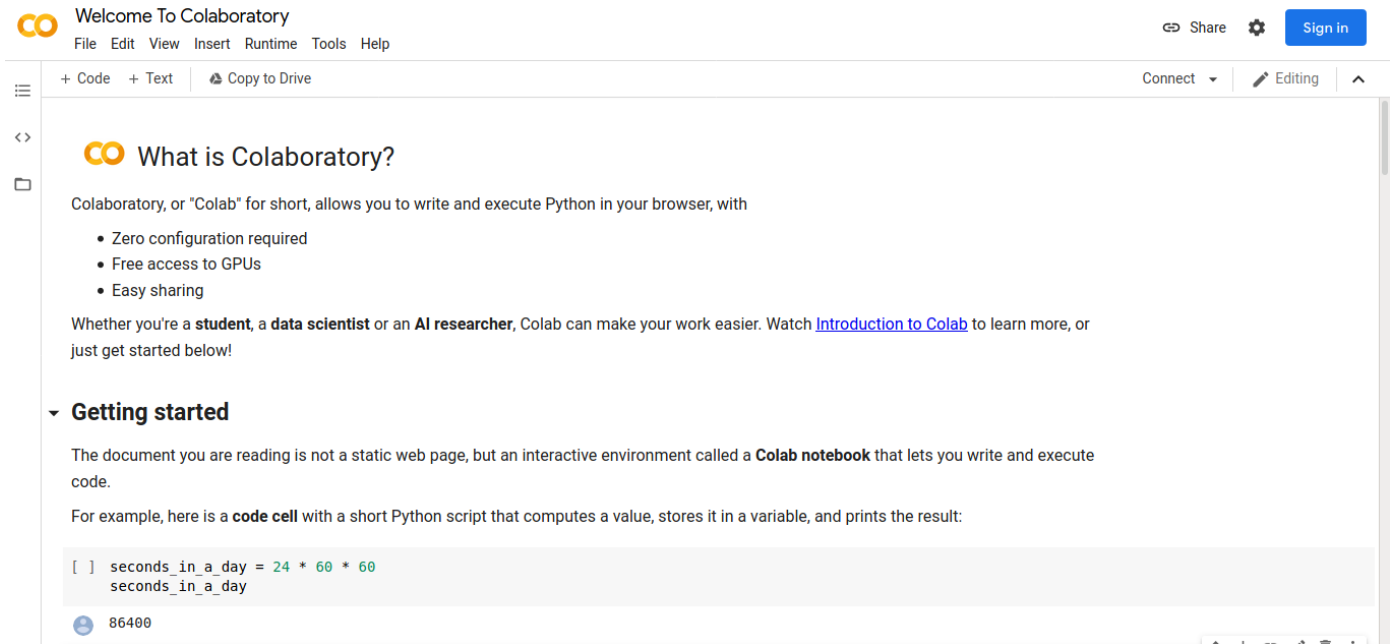 Welcome To Colaboratory
File Edit View Insert Runtime Tools Help
Share
Sign in
+ Code + Text Copy to Drive
Connect
Editing
What is Colaboratory?
Colaboratory, or "Colab" for short, allows you to write and execute Python in your browser, with
• Zero configuration required
• Free access to GPUs
• Easy sharing
Whether you're a student, a data scientist or an AI researcher, Colab can make your work easier. Watch Introduction to Colab to learn more, or
just get started below!
Getting started
The document you are reading is not a static web page, but an interactive environment called a Colab notebook that lets you write and execute
code.
For example, here is a code cell with a short Python script that computes a value, stores it in a variable, and prints the result:
[ ] seconds_in_a_day = 24 * 60 * 60
seconds_in_a_day
86400